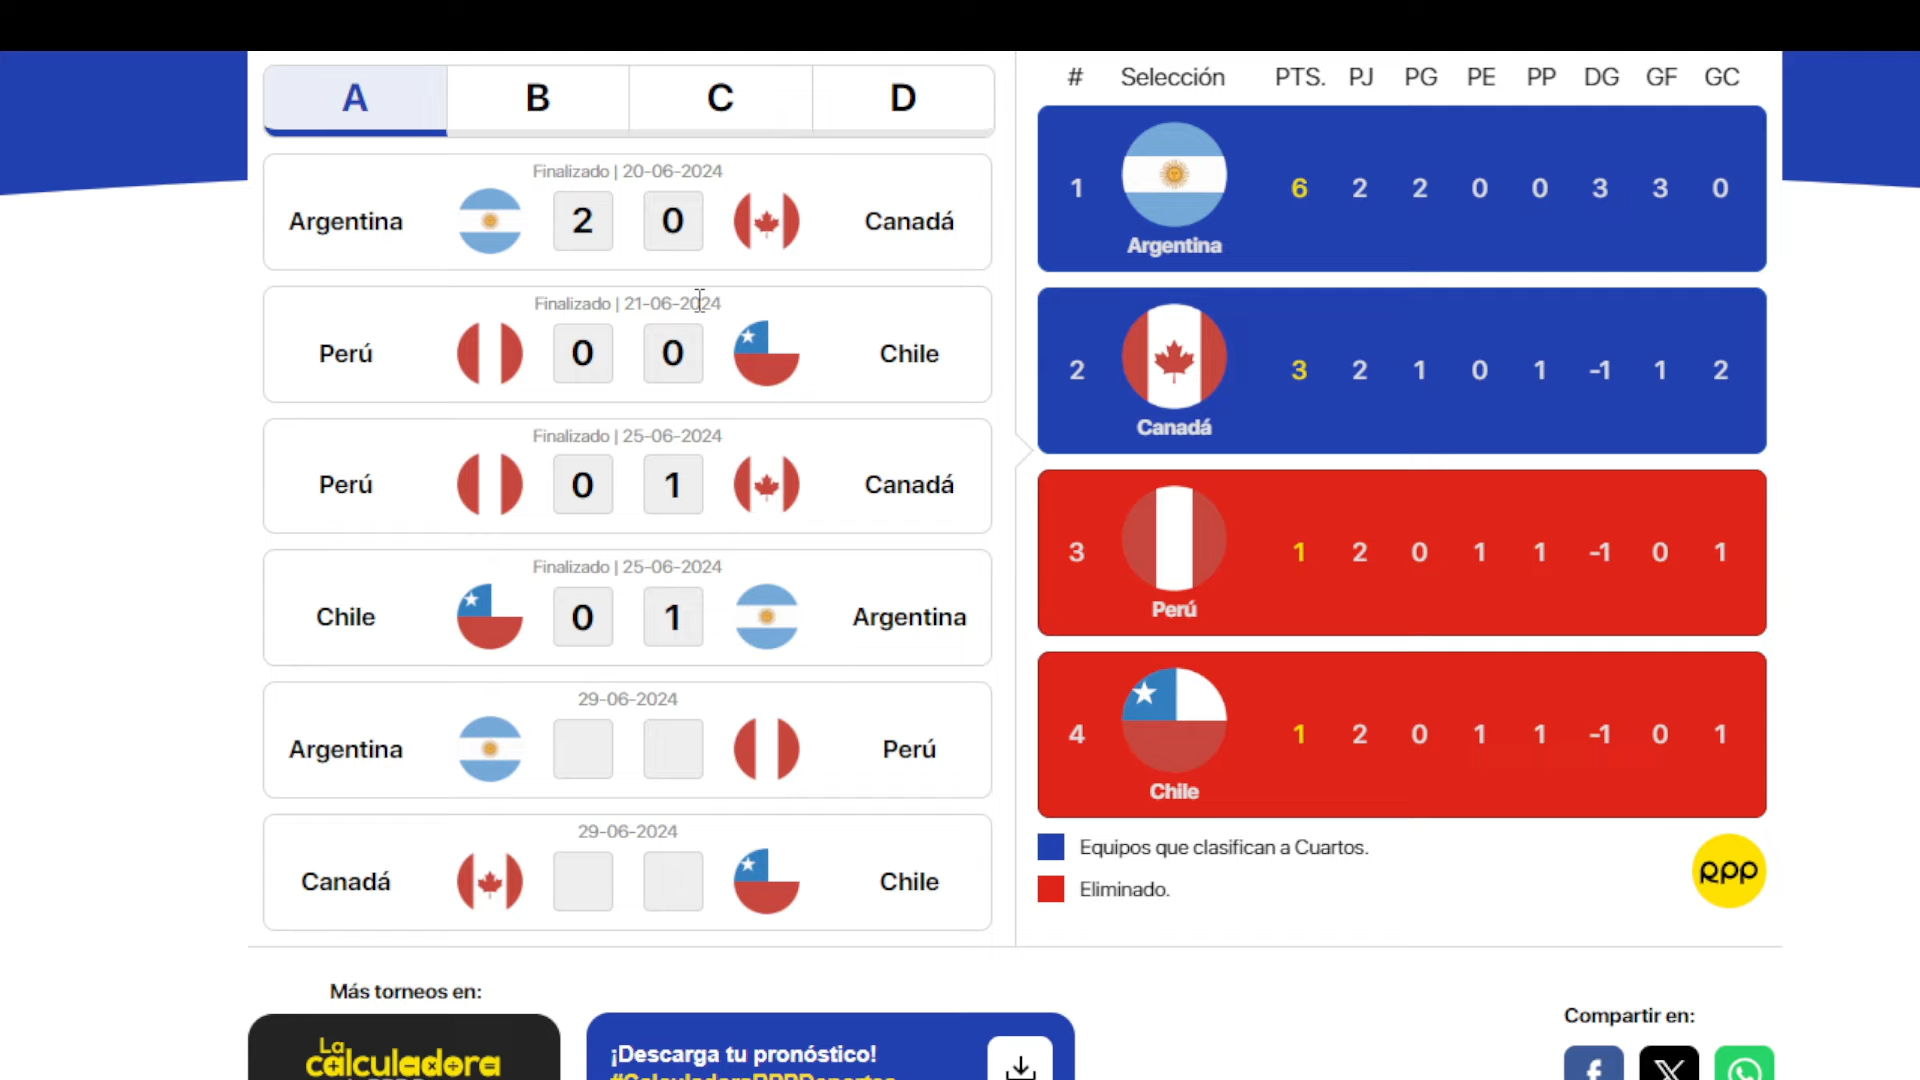 A B C D
Finalizado | 20-06-2024
Argentina 2 0 Canadá
Finalizado | 21-06-2024
Perú 0 0 Chile
Finalizado | 25-06-2024
Perú 0 1 Canadá
Finalizado | 25-06-2024
Chile 0 1 Argentina
29-06-2024
Argentina Perú
29-06-2024
Canadá Chile
# Selección PTS. PJ PG PE PP DG GF GC
1 Argentina 6 2 2 0 0 3 3 0
2 Canadá 3 2 1 0 1 -1 1 2
3 Perú 1 2 0 1 1 -1 0 1
4 Chile 1 2 0 1 1 -1 0 1
Equipos que clasifican a Cuartos.
Eliminado.
RPP
Más torneos en:
La
calculadora
¡Descarga tu pronóstico!
#CalculadoraRPPDeportes
Compartir en: